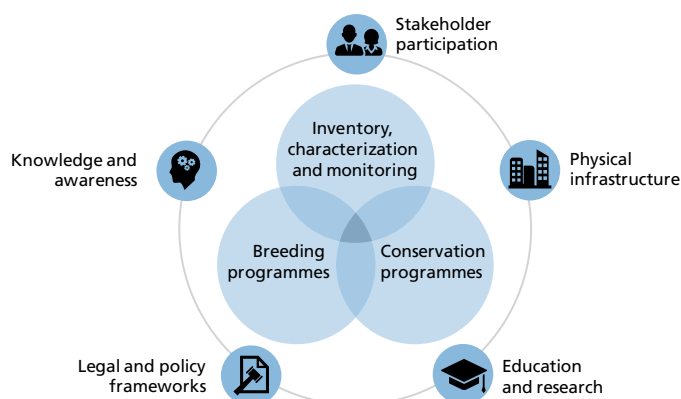 Stakeholder
participation
Inventory,
characterization
and monitoring
Knowledge and
awareness
Physical
infrastructure
Breeding
programmes
Conservation
programmes
Legal and policy
frameworks
Education
and research